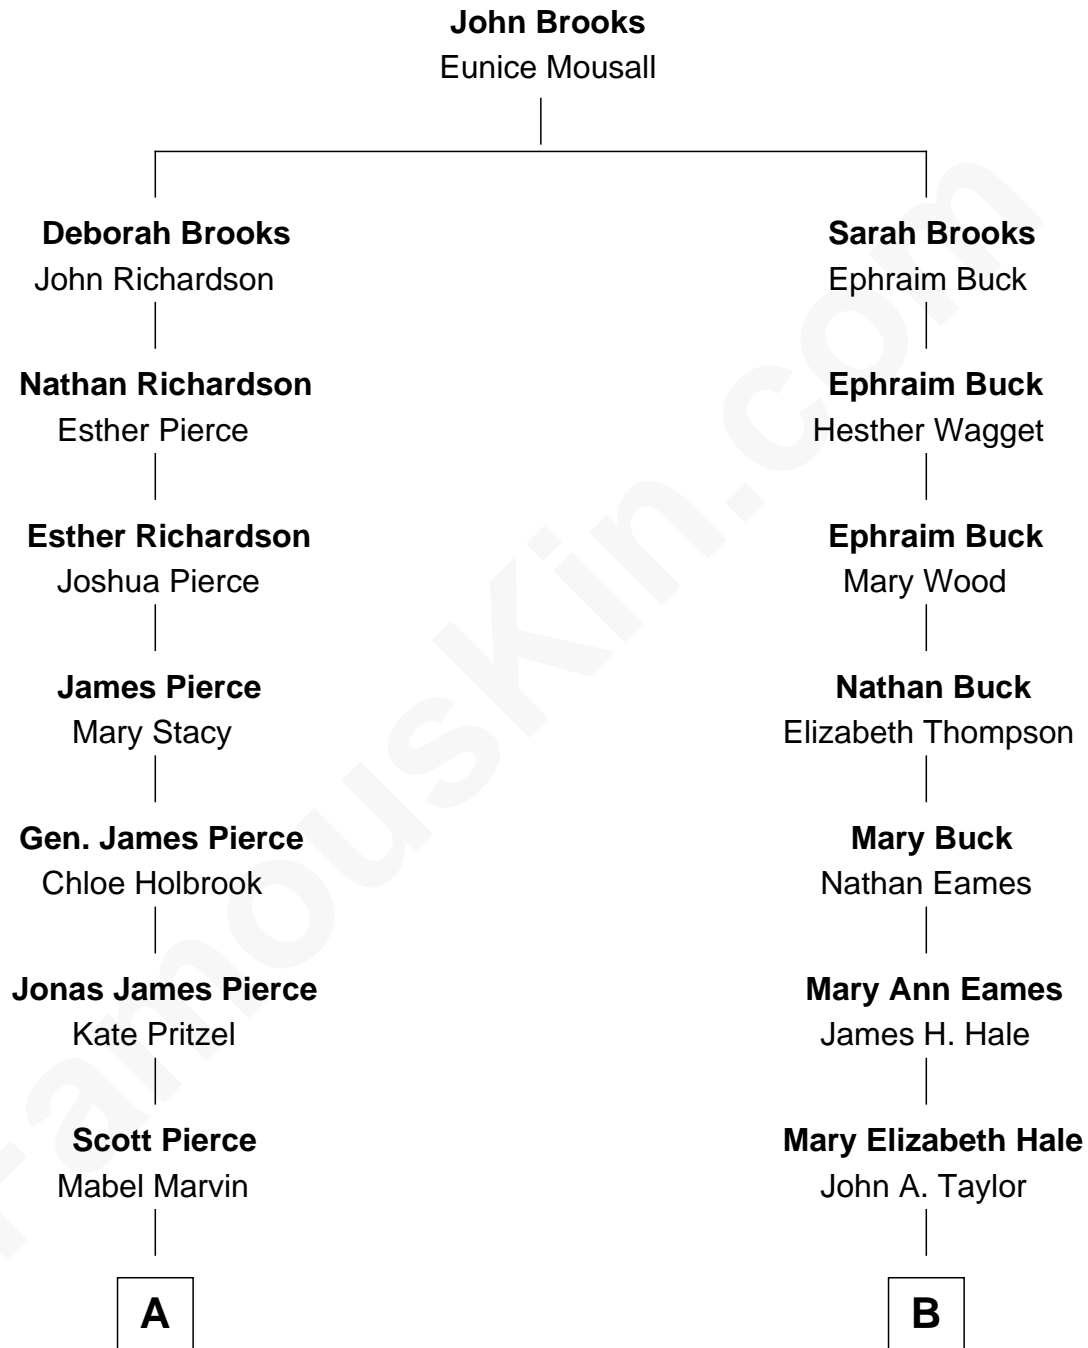 John Brooks
Eunice Mousall
Deborah Brooks
John Richardson
Sarah Brooks
Ephraim Buck
Nathan Richardson
Esther Pierce
Ephraim Buck
Hesther Wagget
Esther Richardson
Joshua Pierce
Ephraim Buck
Mary Wood
James Pierce
Mary Stacy
Nathan Buck
Elizabeth Thompson
Gen. James Pierce
Chloe Holbrook
Mary Buck
Nathan Eames
Jonas James Pierce
Kate Pritzel
Mary Ann Eames
James H. Hale
Scott Pierce
Mabel Marvin
Mary Elizabeth Hale
John A. Taylor
A
B
FamousKin.com